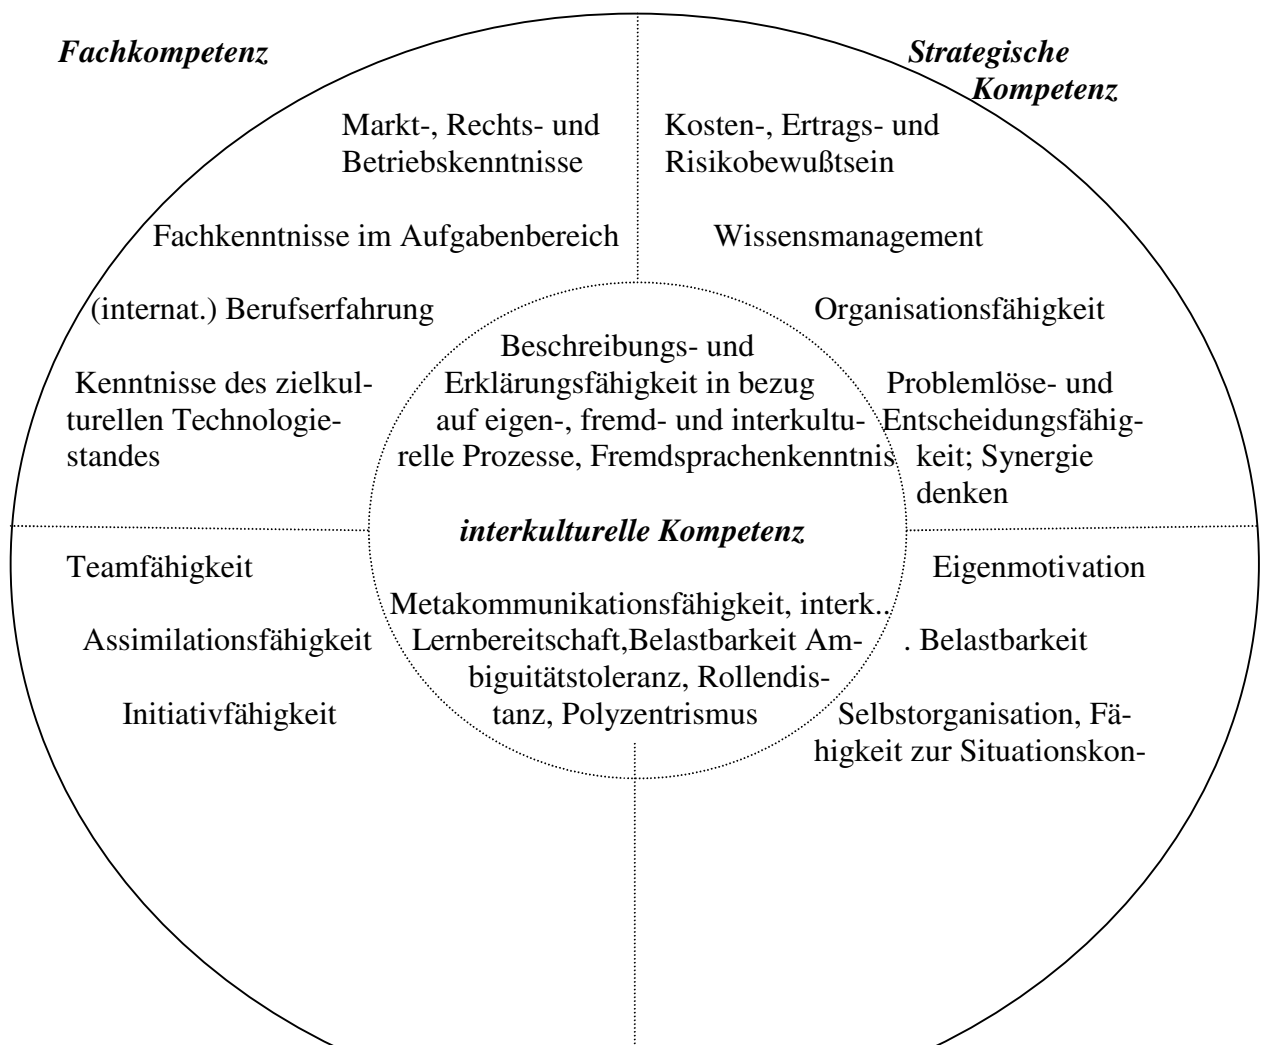 Fachkompetenz
Strategische
Kompetenz
Markt-, Rechts- und
Betriebskenntnisse
Kosten-, Ertrags- und
Risikobewußtsein
Fachkenntnisse im Aufgabenbereich
Wissensmanagement
(internat.) Berufserfahrung
Organisationsfähigkeit
Kenntnisse des zielkul-
turellen Technologie-
standes
Beschreibungs- und
Erklärungsfähigkeit in bezug
auf eigen-, fremd- und interkultu-
relle Prozesse, Fremdsprachenkenntnis
Problemlöse- und
Entscheidungsfähig-
keit; Synergie
denken
interkulturelle Kompetenz
Teamfähigkeit
Assimilationsfähigkeit
Initiativfähigkeit
Metakommunikationsfähigkeit, interk..
Lernbereitschaft,Belastbarkeit Am-
biguitätstoleranz, Rollendis-
tanz, Polyzentrismus
Eigenmotivation
. Belastbarkeit
Selbstorganisation, Fä-
higkeit zur Situationskon-